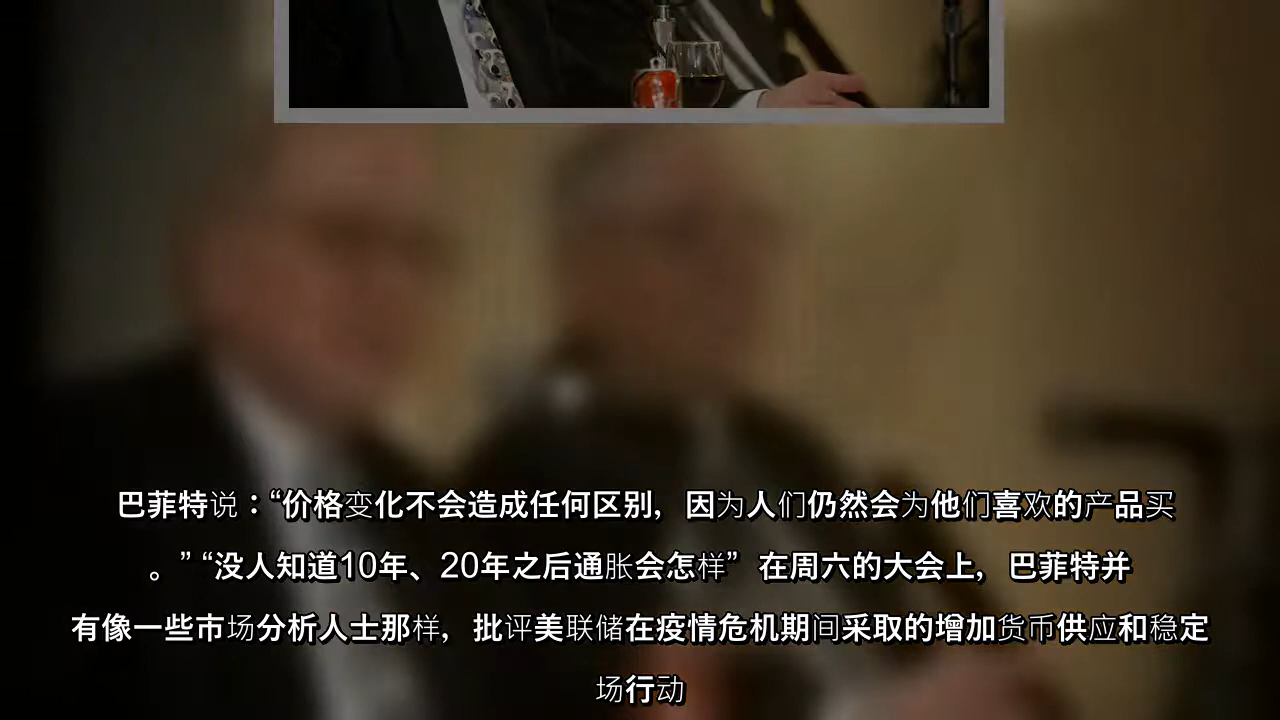 巴菲特说：“价格变化不会造成任何区别，因为人们仍然会为他们喜欢的产品买
。” “没人知道10年、20年之后通胀会怎样” 在周六的大会上，巴菲特并
有像一些市场分析人士那样，批评美联储在疫情危机期间采取的增加货币供应和稳定
场行动